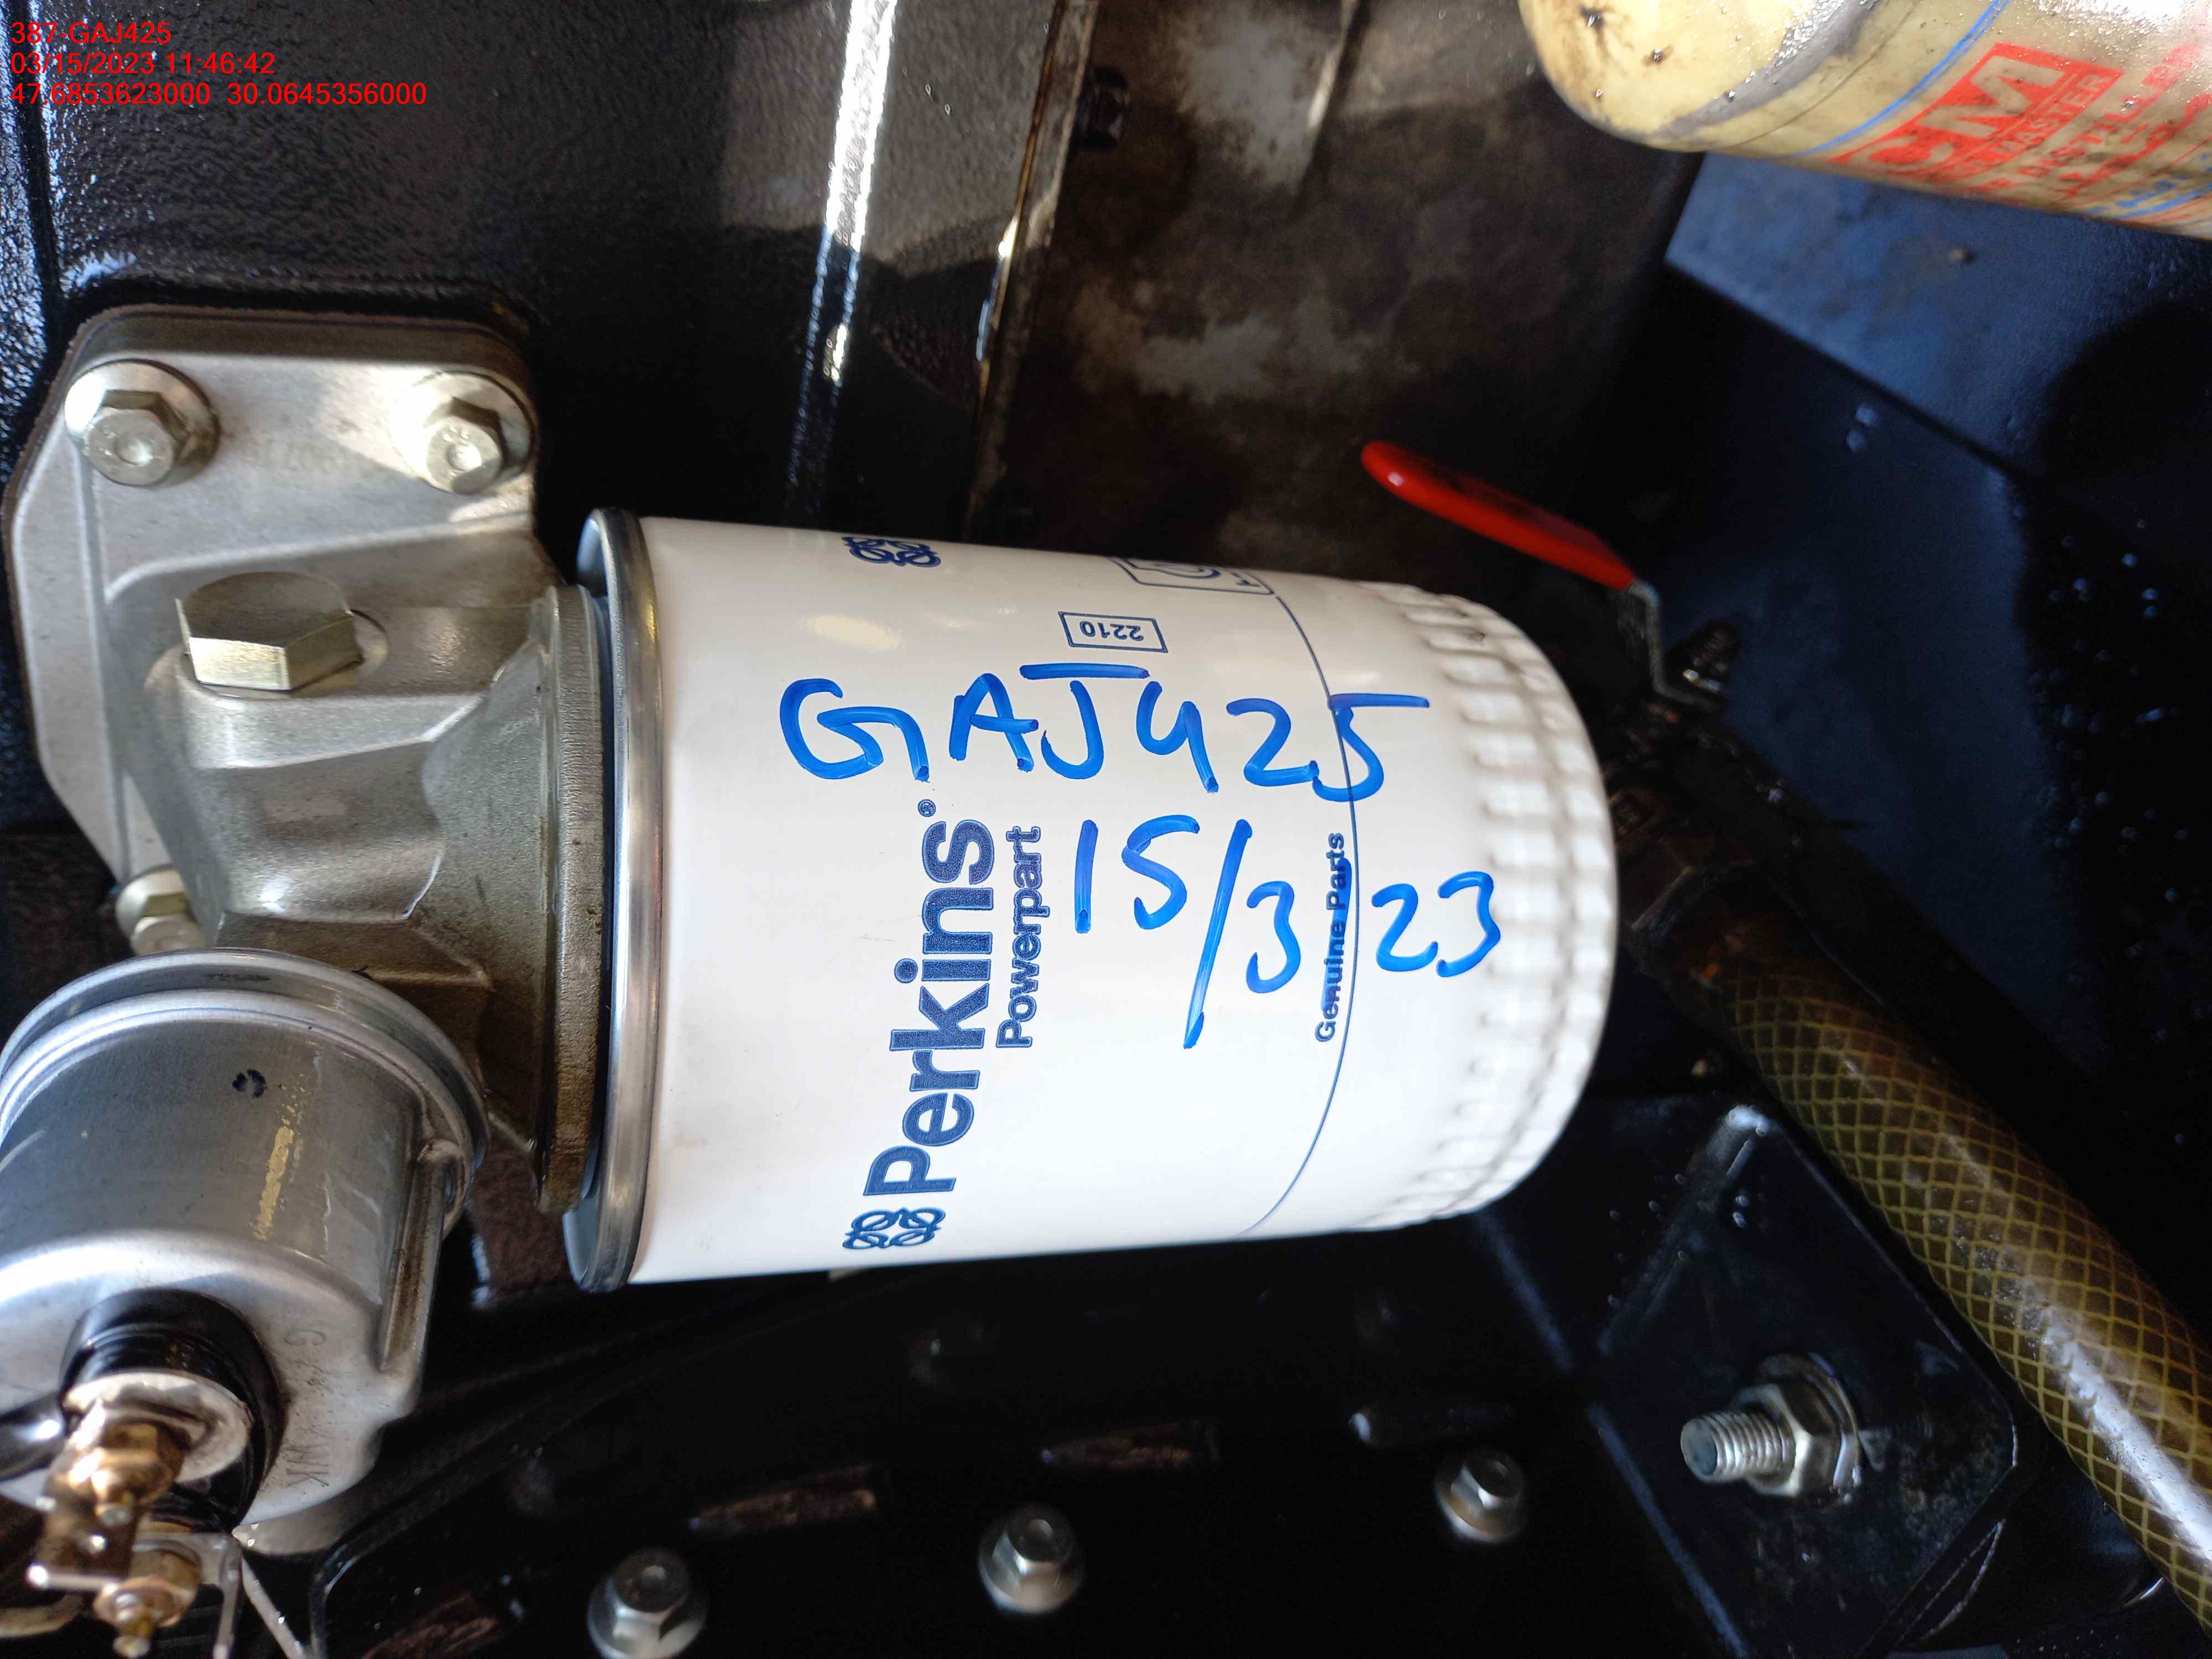 387-GAJ425
03/15/2023 11:46:42
47.6853623000 30.0645356000
CM
2210
GAJ425
15/3 23
Perkins®
Powerpart
Genuine Parts